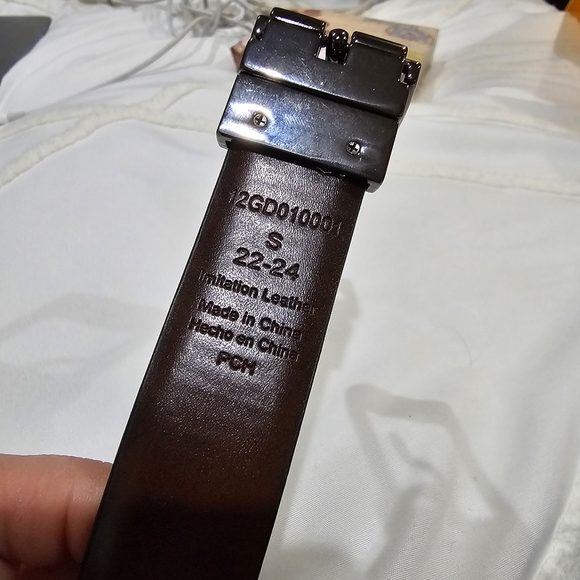 12GD010001
S
22-24
Imitation Leather
Made in China
Hecho en China
PCH